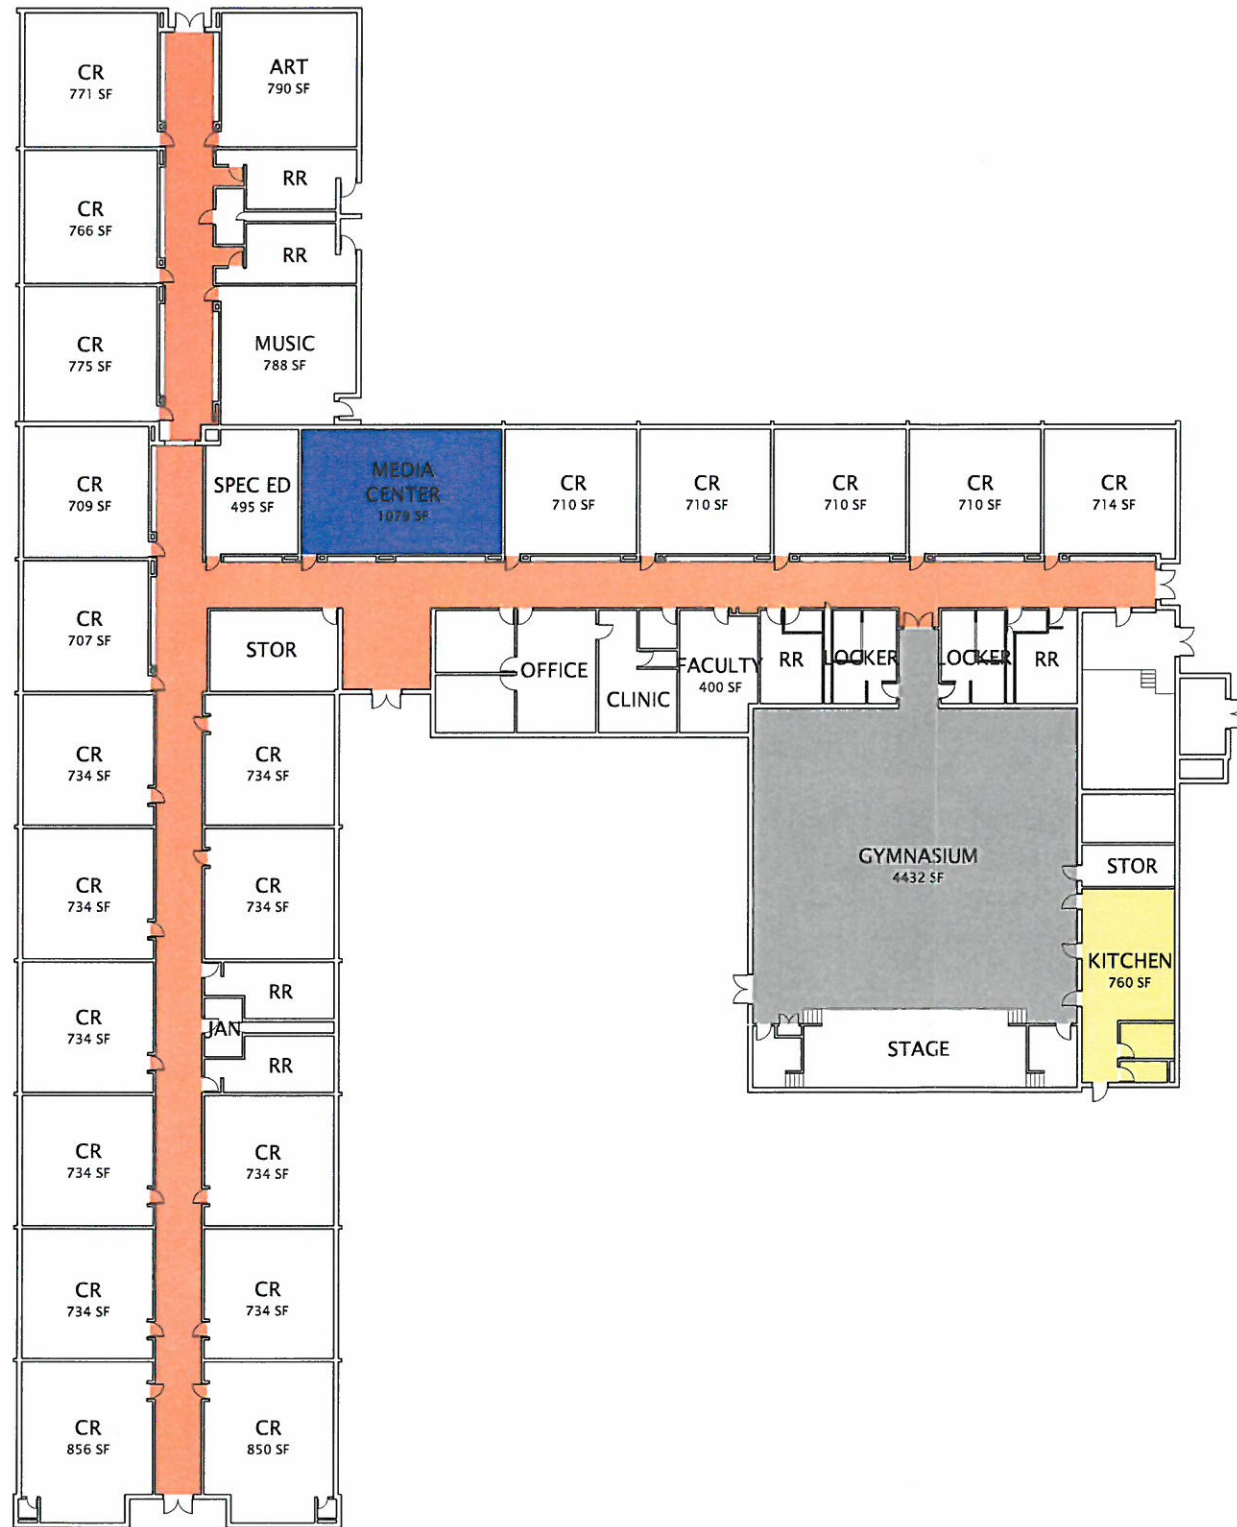 CR
771 SF
ART
790 SF
RR
CR
766 SF
RR
CR
775 SF
MUSIC
788 SF
CR
709 SF
SPEC ED
495 SF
MEDIA
CENTER
1079 SF
CR
710 SF
CR
710 SF
CR
710 SF
CR
710 SF
CR
714 SF
CR
707 SF
STOR
OFFICE
CLINIC
FACULTY
400 SF
RR
LOCKER
LOCKER
RR
CR
734 SF
CR
734 SF
CR
734 SF
CR
734 SF
GYMNASIUM
4432 SF
STOR
KITCHEN
760 SF
CR
734 SF
RR
JAN
RR
STAGE
CR
734 SF
CR
734 SF
CR
734 SF
CR
734 SF
CR
856 SF
CR
850 SF